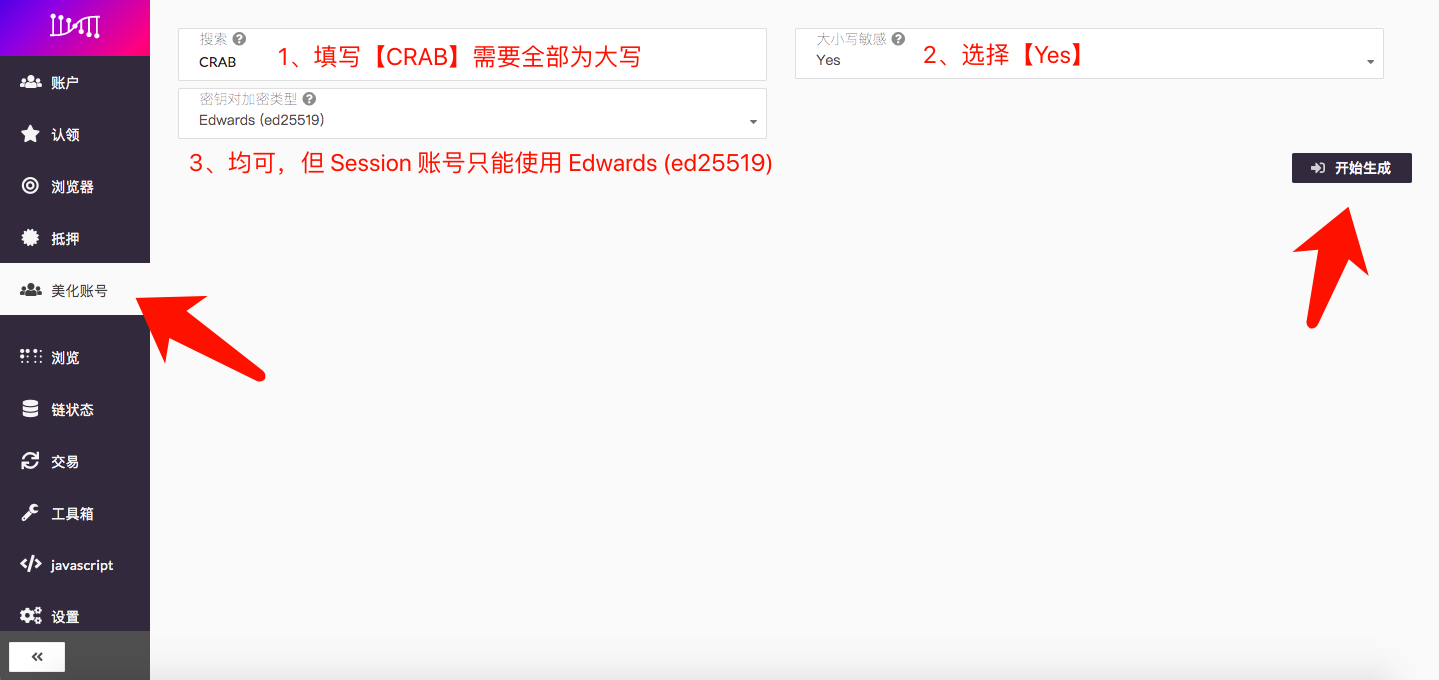 账户
认领
浏览器
抵押
美化账号
浏览
链状态
交易
工具箱
javascript
设置
搜索
CRAB
1、填写【CRAB】需要全部为大写
大小写敏感
Yes
2、选择【Yes】
密钥对加密类型
Edwards (ed25519)
3、均可，但 Session 账号只能使用 Edwards (ed25519)
开始生成